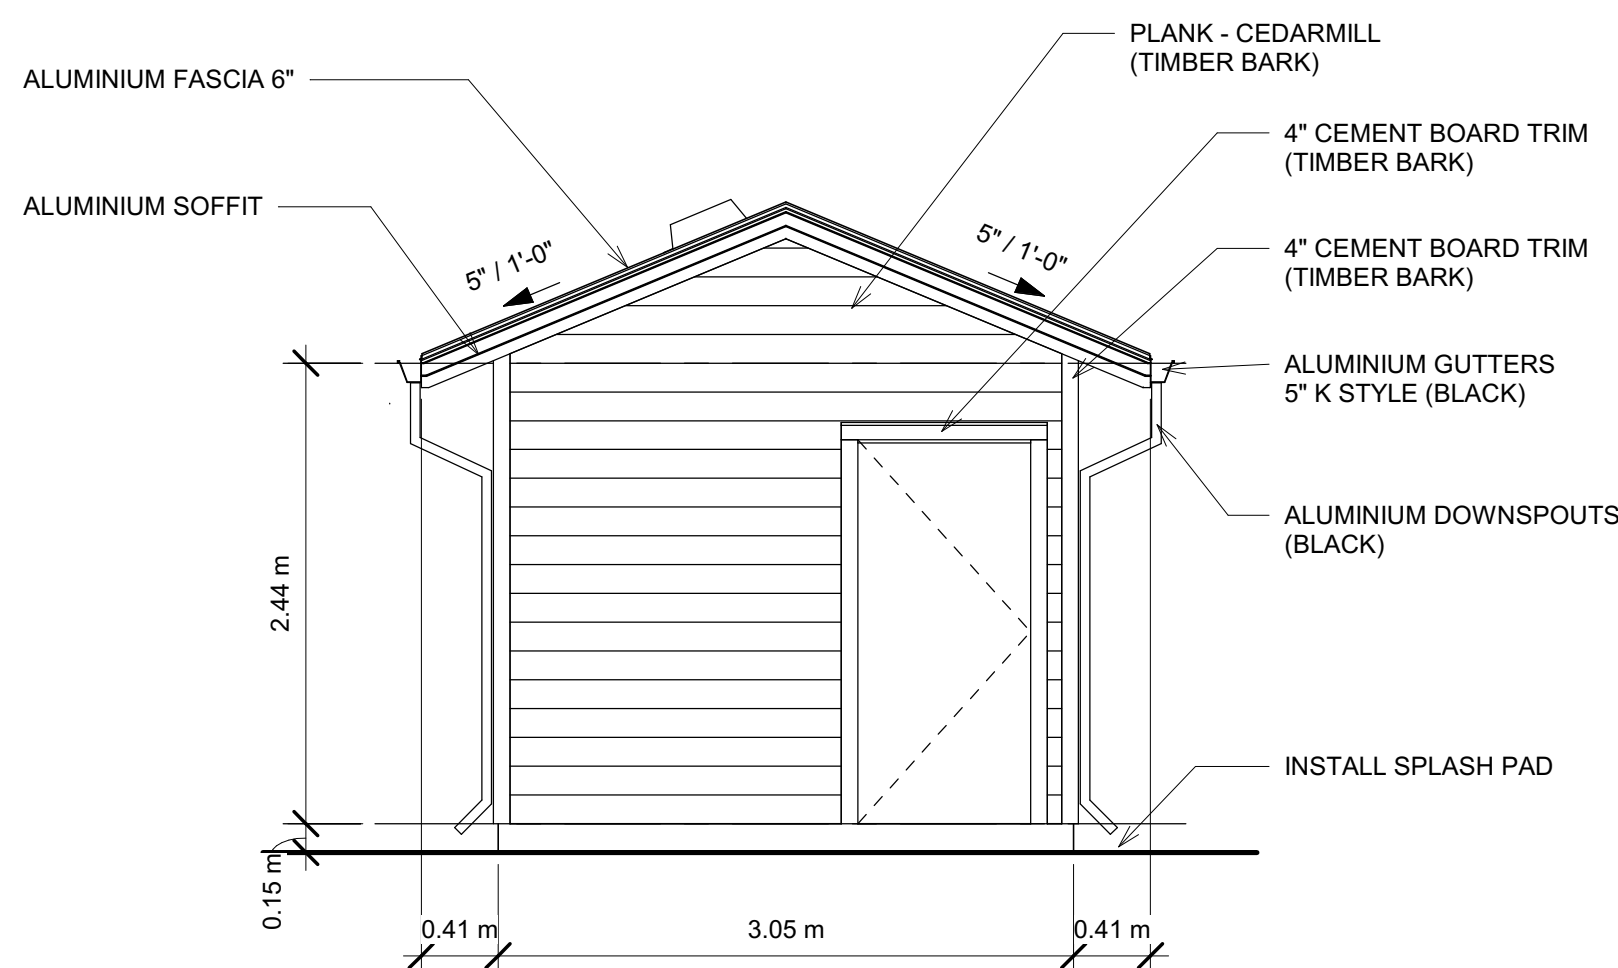 PLANK - CEDARMILL
(TIMBER BARK)
ALUMINIUM FASCIA 6"
4" CEMENT BOARD TRIM
(TIMBER BARK)
ALUMINIUM SOFFIT
5" / 1'-0"
5" / 1'-0"
4" CEMENT BOARD TRIM
(TIMBER BARK)
ALUMINIUM GUTTERS
5" K STYLE (BLACK)
ALUMINIUM DOWNSPOUTS
(BLACK)
2.44 m
INSTALL SPLASH PAD
0.15 m
0.41 m
3.05 m
0.41 m